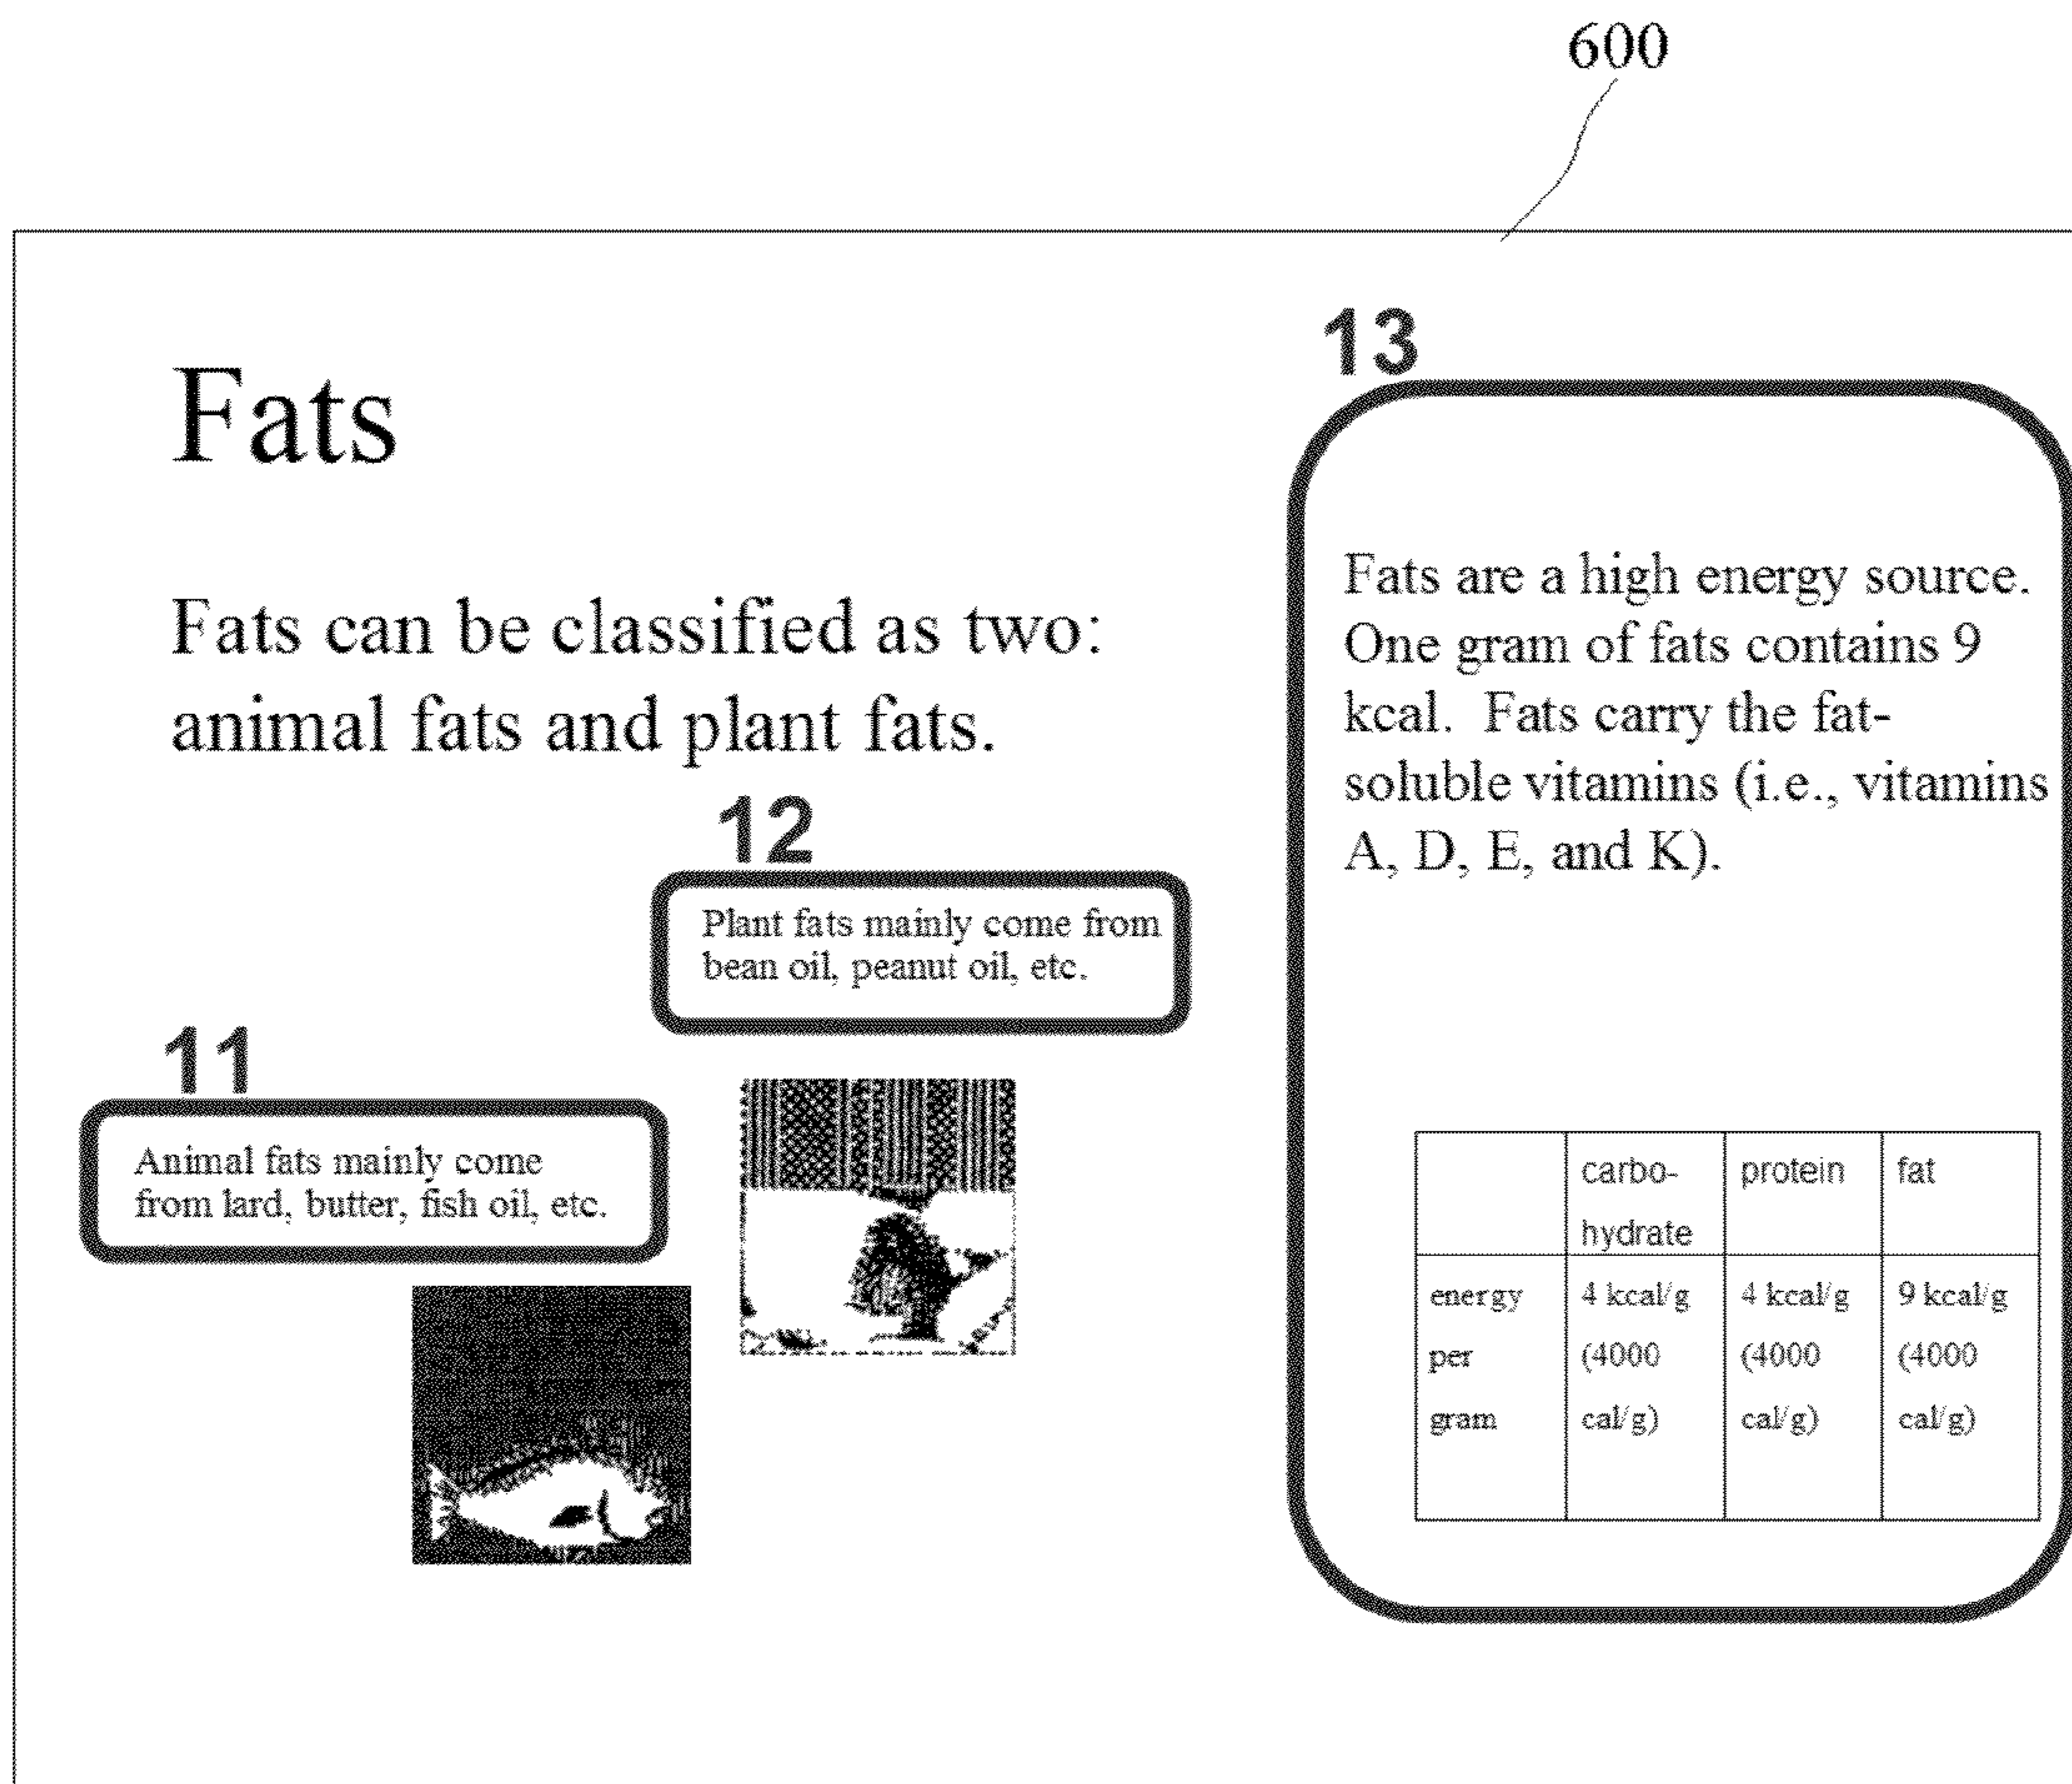 600
Fats
Fats can be classified as two:
animal fats and plant fats.
12
Plant fats mainly come from
bean oil, peanut oil, etc.
11
Animal fats mainly come
from lard, butter, fish oil, etc.
13
Fats are a high energy source.
One gram of fats contains 9
kcal.  Fats carry the fat-
soluble vitamins (i.e., vitamins
A, D, E, and K).
carbo- protein fat
hydrate
energy 4 kcal/g 4 kcal/g 9 kcal/g
per (4000 (4000 (4000
gram cal/g) cal/g) cal/g)